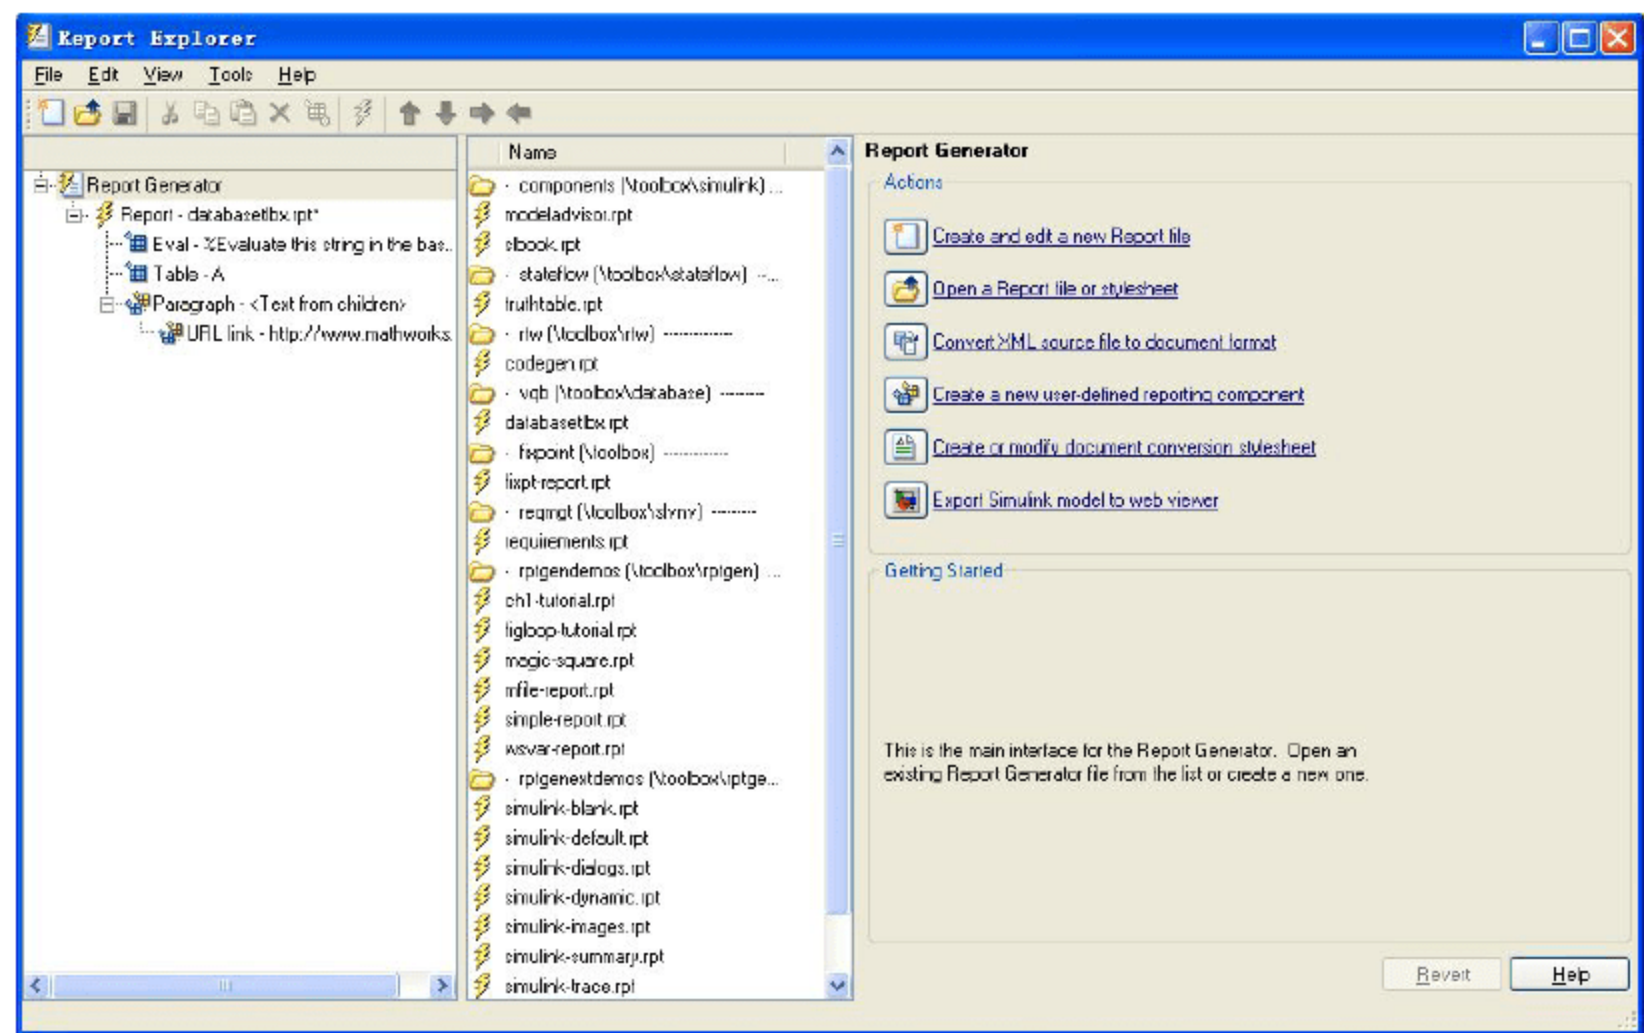 Report Explorer
File Edit View Tools Help
Report Generator
Report - databasetlbx.rpt*
Eval - %Evaluate this string in the bas..
Table - A
Paragraph - <Text from children>
URL link - http://www.mathworks.
Name
- components (\toolbox\simulink) ...
modeladvisor.rpt
slbook.rpt
- stateflow (\toolbox\stateflow) --...
truthtable.rpt
- rtw (\toolbox\rtw) --------------
codegen.rpt
- vqb (\toolbox\database) ---------
databasetlbx.rpt
- fixpoint (\toolbox) -------------
fixpt-report.rpt
- reqmgt (\toolbox\slvnv) ---------
requirements.rpt
- rptgendemos (\toolbox\rptgen) ...
ch1-tutorial.rpt
figloop-tutorial.rpt
magic-square.rpt
mfile-report.rpt
simple-report.rpt
wsvar-report.rpt
- rptgenextdemos (\toolbox\rptge...
simulink-blank.rpt
simulink-default.rpt
simulink-dialogs.rpt
simulink-dynamic.rpt
simulink-images.rpt
simulink-summary.rpt
simulink-trace.rpt
Report Generator
Actions
Create and edit a new Report file
Open a Report file or stylesheet
Convert XML source file to document format
Create a new user-defined reporting component
Create or modify document conversion stylesheet
Export Simulink model to web viewer
Getting Started
This is the main interface for the Report Generator. Open an
existing Report Generator file from the list or create a new one.
Revert Help